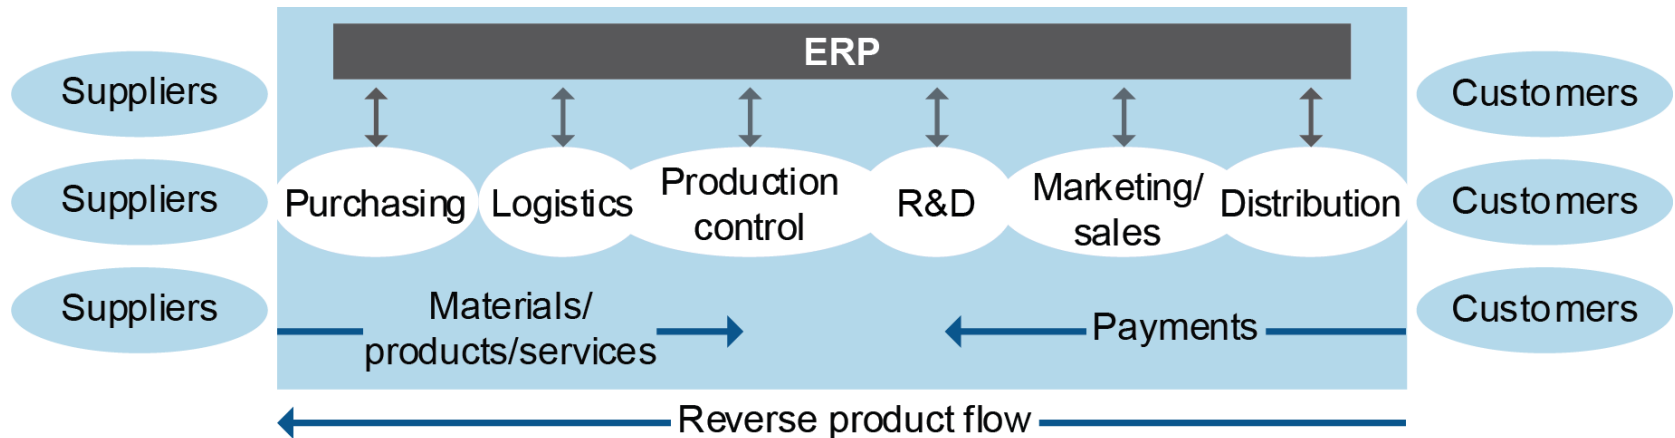 ERP
Suppliers
Customers
Suppliers
Purchasing
Logistics
Production
control
R&D
Marketing/
sales
Distribution
Customers
Suppliers
Materials/
products/services
Payments
Customers
Reverse product flow